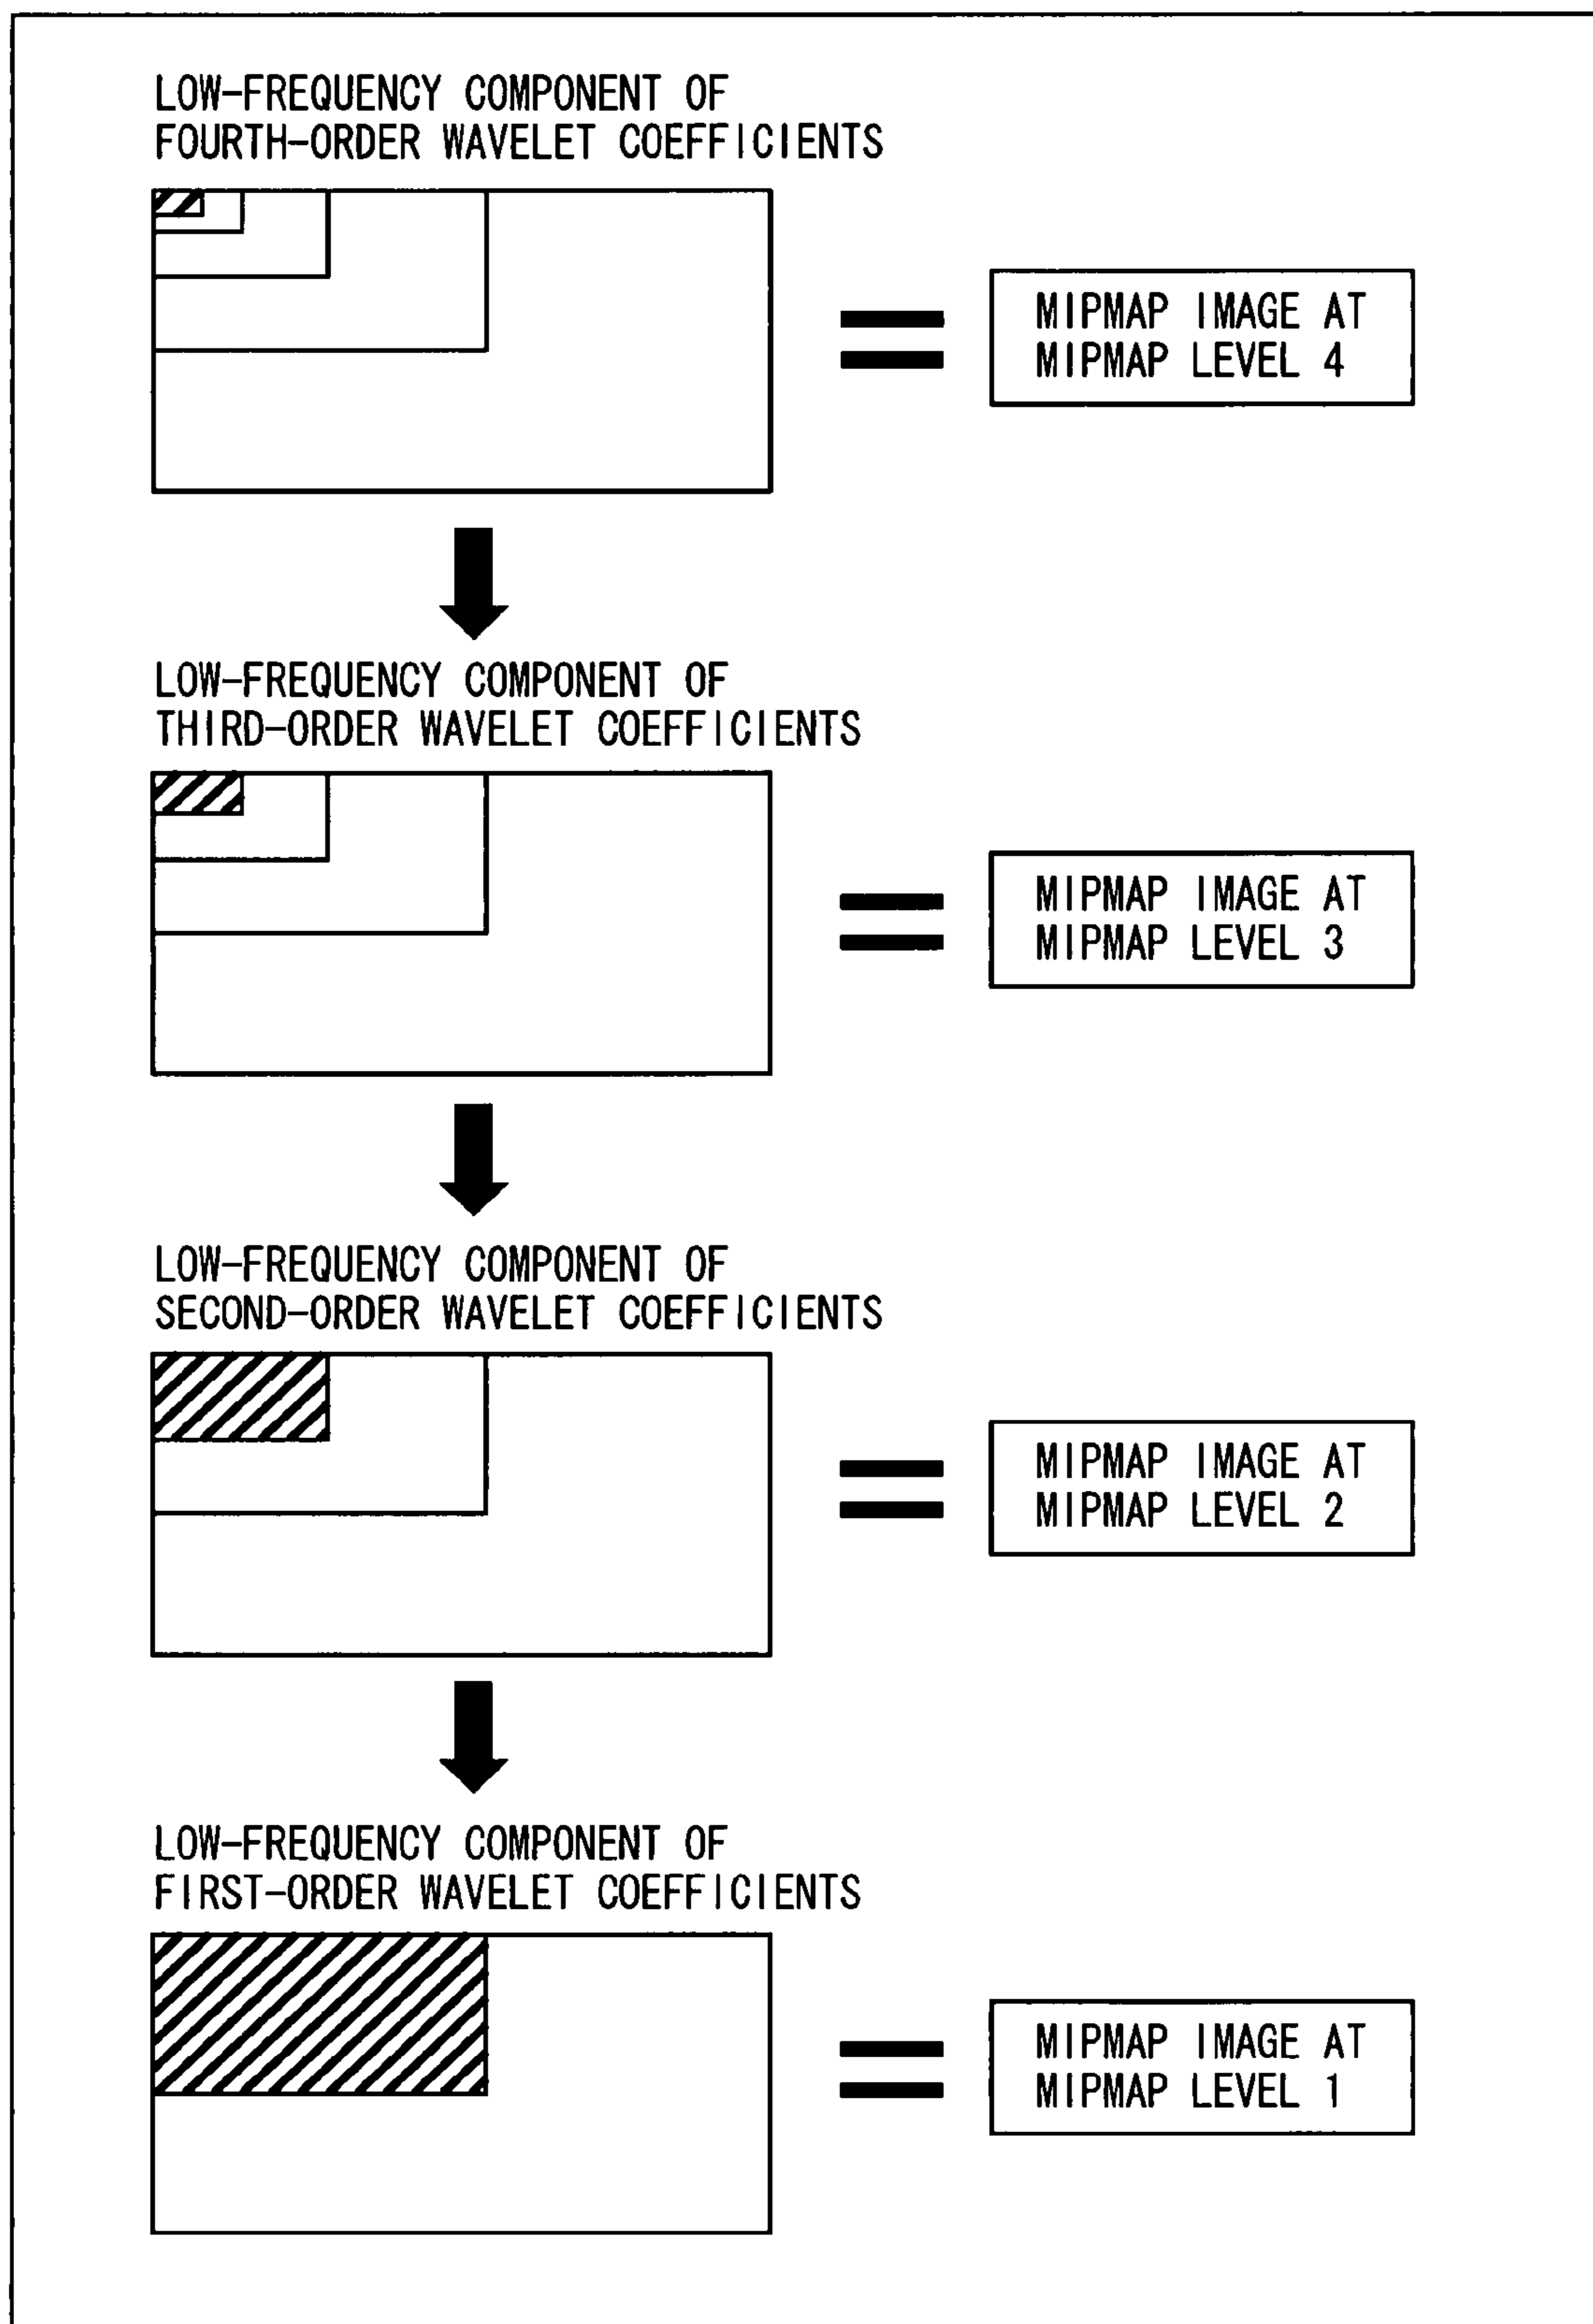 LOW-FREQUENCY COMPONENT OF
FOURTH-ORDER WAVELET COEFFICIENTS
MIPMAP IMAGE AT
MIPMAP LEVEL 4
LOW-FREQUENCY COMPONENT OF
THIRD-ORDER WAVELET COEFFICIENTS
MIPMAP IMAGE AT
MIPMAP LEVEL 3
LOW-FREQUENCY COMPONENT OF
SECOND-ORDER WAVELET COEFFICIENTS
MIPMAP IMAGE AT
MIPMAP LEVEL 2
LOW-FREQUENCY COMPONENT OF
FIRST-ORDER WAVELET COEFFICIENTS
MIPMAP IMAGE AT
MIPMAP LEVEL 1